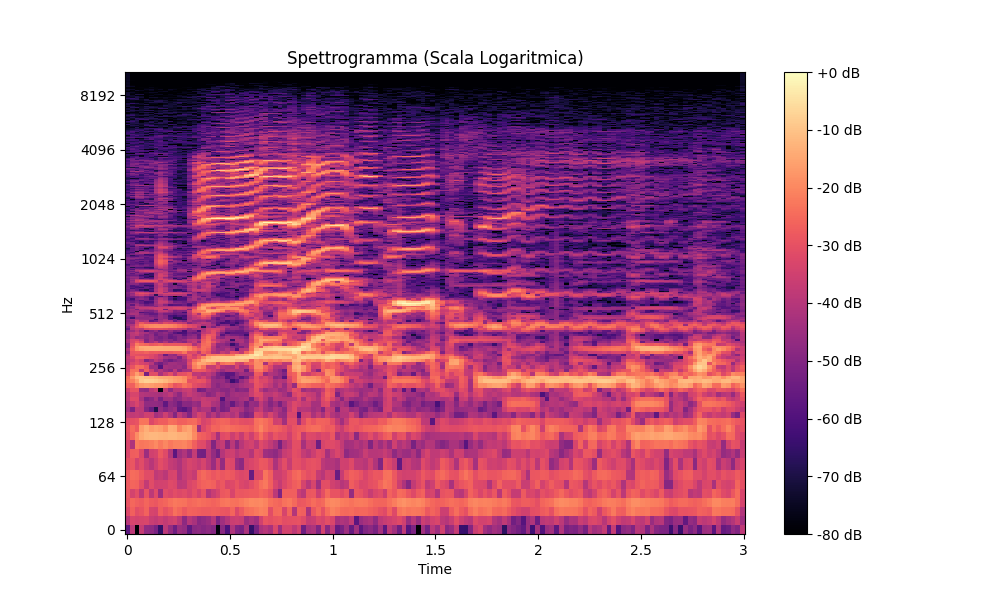 Spettrogramma (Scala Logaritmica)
8192
4096
2048
1024
512
256
128
64
0
Hz
0
0.5
1
1.5
2
2.5
3
Time
+0 dB
-10 dB
-20 dB
-30 dB
-40 dB
-50 dB
-60 dB
-70 dB
-80 dB